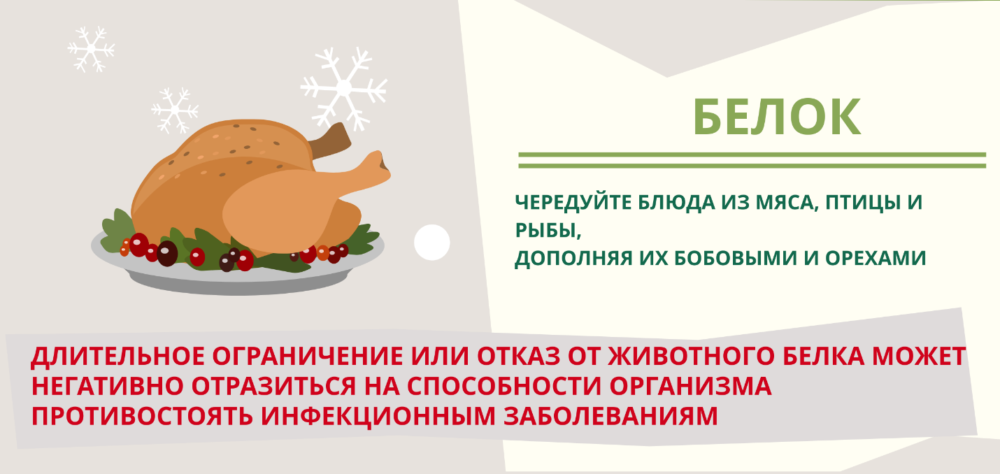 БЕЛОК
ЧЕРЕДУЙТЕ БЛЮДА ИЗ МЯСА, ПТИЦЫ И
РЫБЫ,
ДОПОЛНЯЯ ИХ БОБОВЫМИ И ОРЕХАМИ
ДЛИТЕЛЬНОЕ ОГРАНИЧЕНИЕ ИЛИ ОТКАЗ ОТ ЖИВОТНОГО БЕЛКА МОЖЕТ
НЕГАТИВНО ОТРАЗИТЬСЯ НА СПОСОБНОСТИ ОРГАНИЗМА
ПРОТИВОСТОЯТЬ ИНФЕКЦИОННЫМ ЗАБОЛЕВАНИЯМ